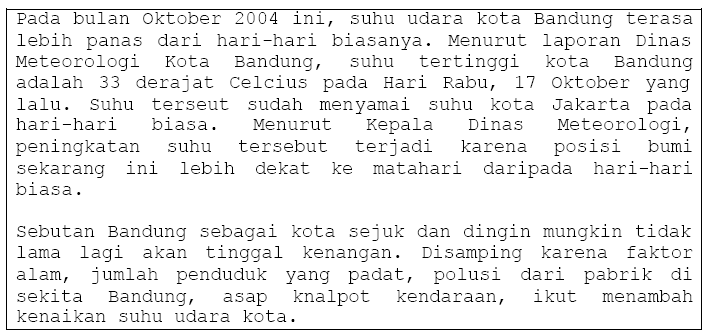 Pada bulan Oktober 2004 ini, suhu udara kota Bandung terasa
lebih panas dari hari-hari biasanya. Menurut laporan Dinas
Meteorologi Kota Bandung, suhu tertinggi kota Bandung
adalah 33 derajat Celcius pada Hari Rabu, 17 Oktober yang
lalu. Suhu terseut sudah menyamai suhu kota Jakarta pada
hari-hari biasa. Menurut Kepala Dinas Meteorologi,
peningkatan suhu tersebut terjadi karena posisi bumi
sekarang ini lebih dekat ke matahari daripada hari-hari
biasa.

Sebutan Bandung sebagai kota sejuk dan dingin mungkin tidak
lama lagi akan tinggal kenangan. Disamping karena faktor
alam, jumlah penduduk yang padat, polusi dari pabrik di
sekita Bandung, asap knalpot kendaraan, ikut menambah
kenaikan suhu udara kota.